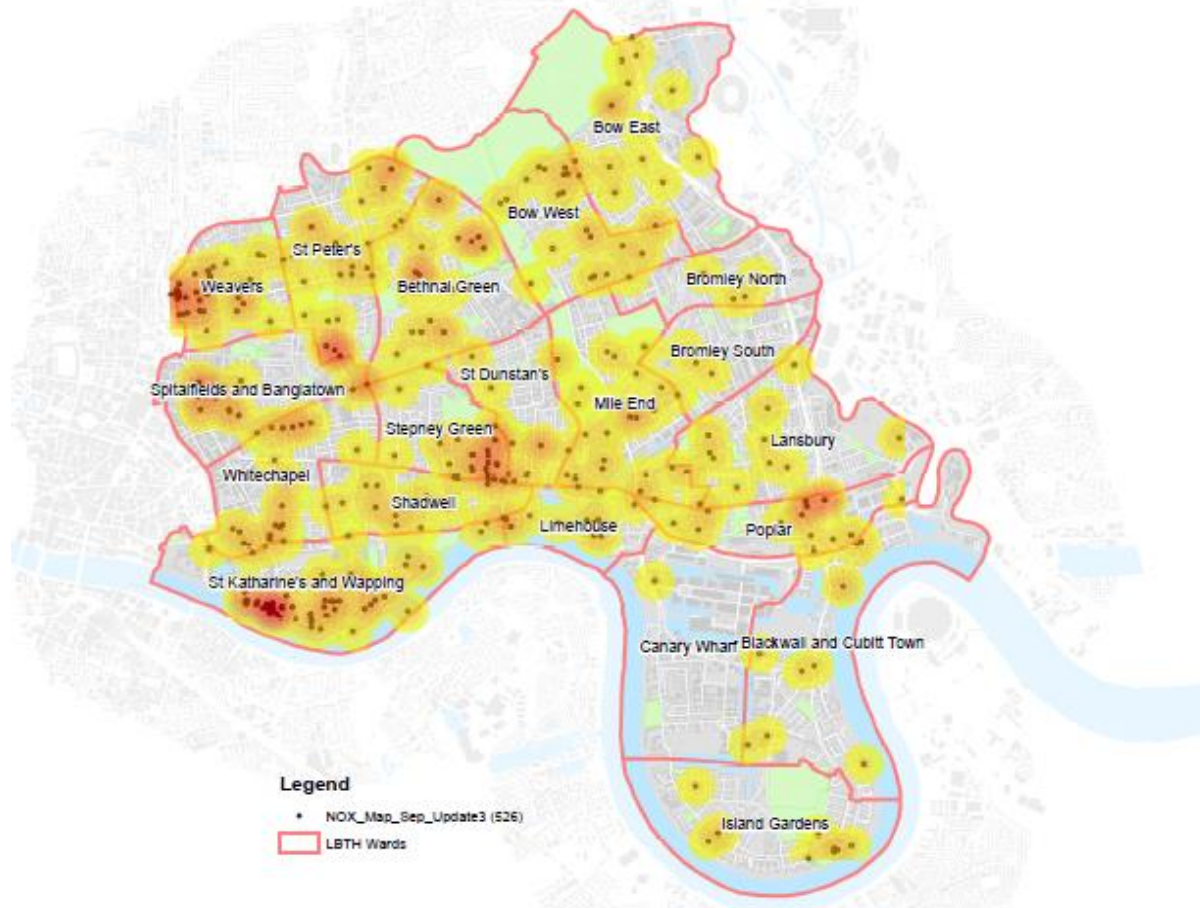 Bow East
Bow West
St Peter's
Bromley North
Weavers
Bethnal Green
Bromley South
St Dunstan's
Spitalfields and Banglatown
Mile End
Stepney Green
Lansbury
Whitechapel
Shadwell
Limehouse
Poplar
St Katharine's and Wapping
Canary Wharf
Blackwall and Cubitt Town
Legend
NOX_Map_Sep_Update3 (526)
Island Gardens
LBTH Wards